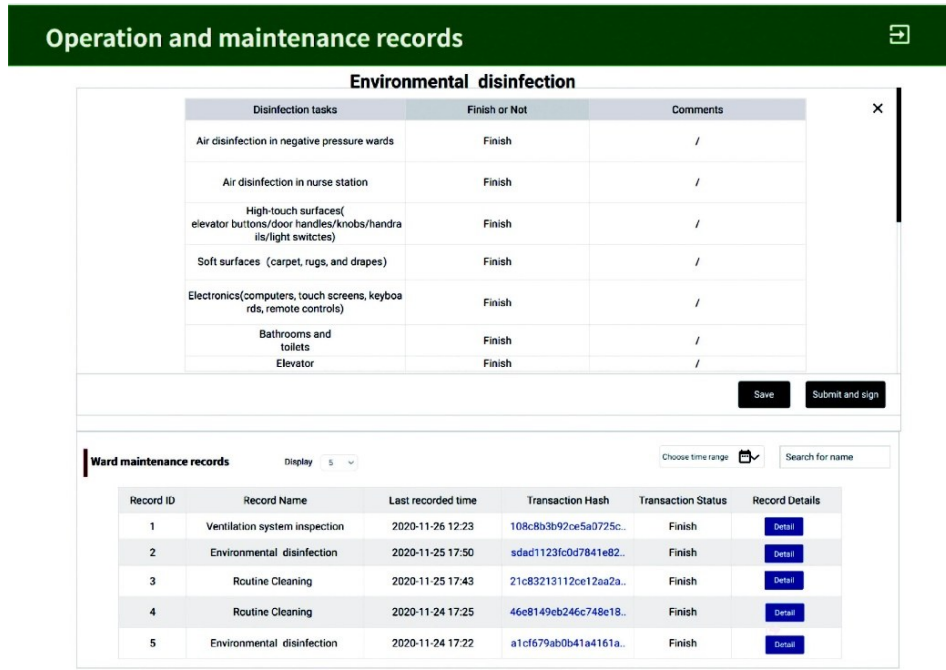 Operation and maintenance records
Environmental disinfection
Disinfection tasks Finish or Not Comments
Air disinfection in negative pressure wards Finish /
Air disinfection in nurse station Finish /
High-touch surfaces(
elevator buttons/door handles/knobs/handra
ils/light switctes) Finish /
Soft surfaces (carpet, rugs, and drapes) Finish /
Electronics(computers, touch screens, keyboa
rds, remote controls) Finish /
Bathrooms and
toilets Finish /
Elevator Finish /
Save Submit and sign
Ward maintenance records Display 5 Choose time range Search for name
Record ID Record Name Last recorded time Transaction Hash Transaction Status Record Details
1 Ventilation system inspection 2020-11-26 12:23 108c8b3b92ce5a0725c.. Finish Detail
2 Environmental disinfection 2020-11-25 17:50 sdad1123fc0d7841e82.. Finish Detail
3 Routine Cleaning 2020-11-25 17:43 21c83213112ce12aa2a.. Finish Detail
4 Routine Cleaning 2020-11-24 17:25 46e8149eb246c748e18.. Finish Detail
5 Environmental disinfection 2020-11-24 17:22 a1cf679ab0b41a4161a.. Finish Detail